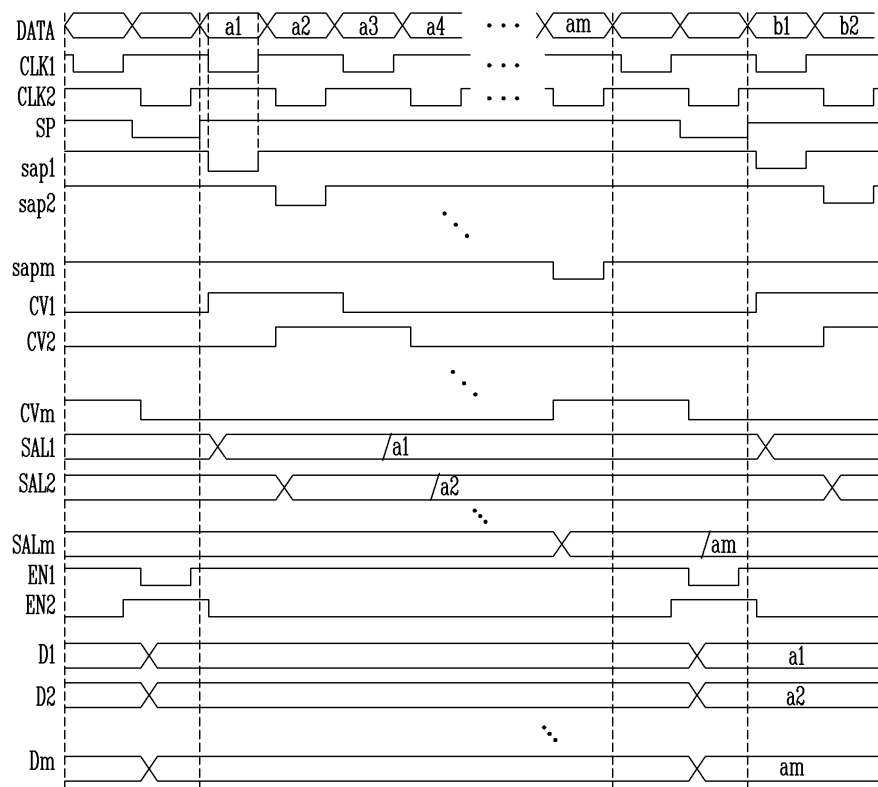 DATA a1 a2 a3 a4 ... am b1 b2
CLK1 ...
CLK2 ...
SP
sap1
sap2
sapm
CV1
CV2
CVm
SAL1 /a1
SAL2 /a2
SALm /am
EN1
EN2
D1 a1
D2 a2
Dm am